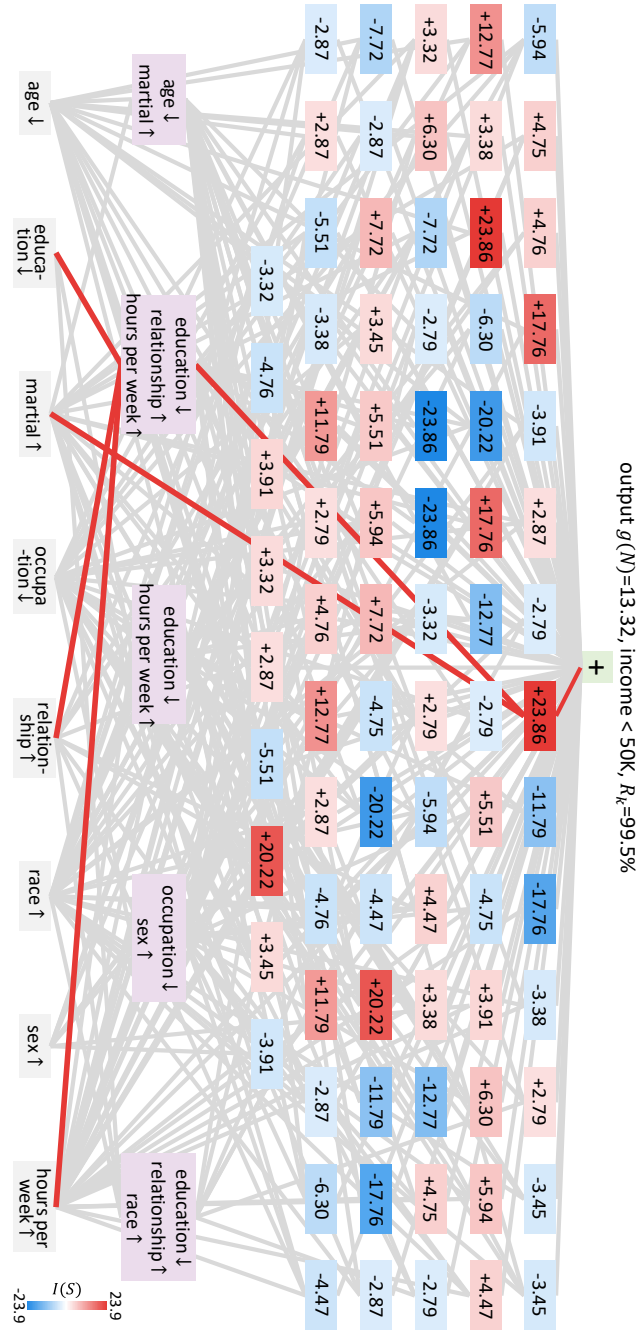 output g(N)=13.32, income < 50K, R_k=99.5%
+
-5.94 +4.75 +4.76 +17.76 -3.91 +2.87 -2.79 +23.86 -11.79 -17.76 -3.38 +2.79 -3.45 -3.45
+12.77 +3.38 +23.86 -6.30 -20.22 +17.76 -12.77 -2.79 +5.51 -4.75 +3.91 +6.30 +5.94 +4.47
+3.32 +6.30 -7.72 -2.79 -23.86 -23.86 -3.32 +2.79 -5.94 +4.47 +3.38 -12.77 +4.75 -2.79
-7.72 -2.87 +7.72 +3.45 +5.51 +5.94 +7.72 -4.75 -20.22 -4.47 +20.22 -11.79 -17.76 -2.87
-2.87 +2.87 -5.51 -3.38 +11.79 +2.79 +4.76 +12.77 +2.87 -4.76 +11.79 -2.87 -6.30 -4.47
-3.32 -4.76 +3.91 +3.32 +2.87 -5.51 +20.22 +3.45 -3.91
age↓
martial↑
education↓
relationship↑
hours per week↑
education↓
hours per week↑
occupation↓
sex↑
education↓
relationship↑
race↑
age↓
educa-
tion↓
martial↑
occupa
-tion↓
relation-
ship↑
race↑
sex↑
hours per
week↑
I(S)
-23.9 23.9